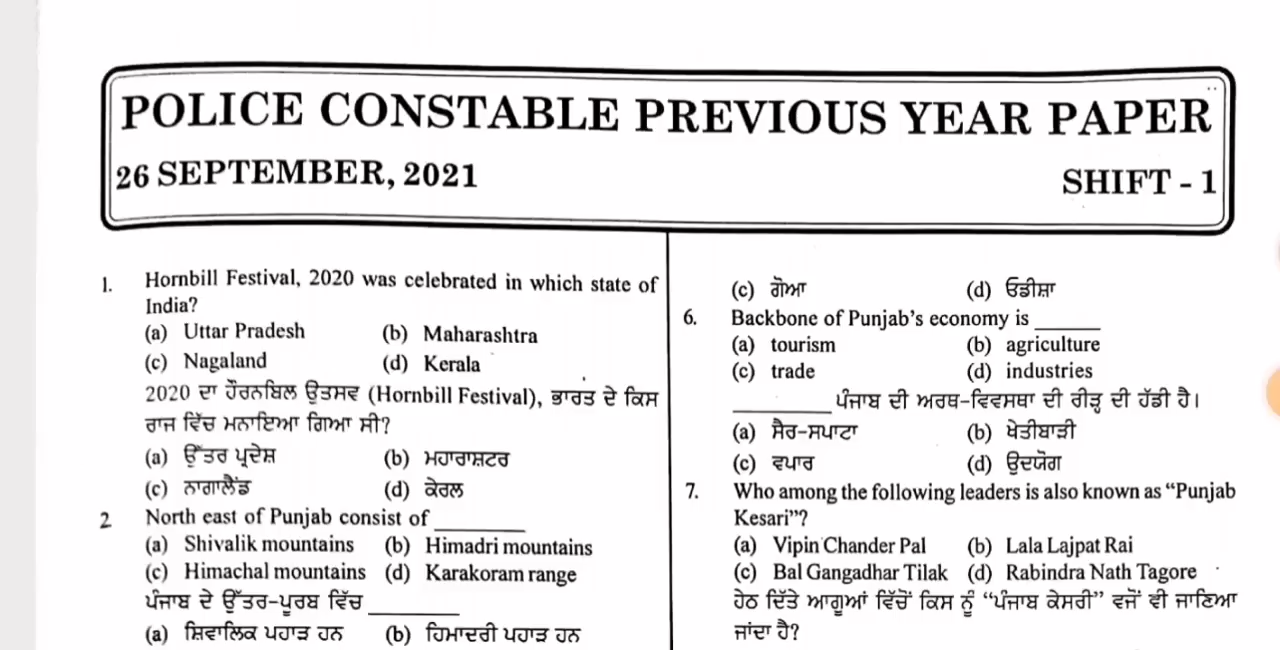 POLICE CONSTABLE PREVIOUS YEAR PAPER
26 SEPTEMBER, 2021 SHIFT - 1
1. Hornbill Festival, 2020 was celebrated in which state of
India?
(a) Uttar Pradesh (b) Maharashtra
(c) Nagaland (d) Kerala
2020 ਦਾ ਹੌਰਨਬਿਲ ਉਤਸਵ (Hornbill Festival), ਭਾਰਤ ਦੇ ਕਿਸ
ਰਾਜ ਵਿੱਚ ਮਨਾਇਆ ਗਿਆ ਸੀ?
(a) ਉੱਤਰ ਪ੍ਰਦੇਸ਼ (b) ਮਹਾਰਾਸ਼ਟਰ
(c) ਨਾਗਾਲੈਂਡ (d) ਕੇਰਲ
2 North east of Punjab consist of ________
(a) Shivalik mountains (b) Himadri mountains
(c) Himachal mountains (d) Karakoram range
ਪੰਜਾਬ ਦੇ ਉੱਤਰ-ਪੂਰਬ ਵਿੱਚ ________
(a) ਸ਼ਿਵਾਲਿਕ ਪਹਾੜ ਹਨ (b) ਹਿਮਾਦਰੀ ਪਹਾੜ ਹਨ
(c) ਗੋਆ (d) ਓਡੀਸ਼ਾ
6. Backbone of Punjab's economy is ______
(a) tourism (b) agriculture
(c) trade (d) industries
________ ਪੰਜਾਬ ਦੀ ਅਰਥ-ਵਿਵਸਥਾ ਦੀ ਰੀੜ੍ਹ ਦੀ ਹੱਡੀ ਹੈ।
(a) ਸੈਰ-ਸਪਾਟਾ (b) ਖੇਤੀਬਾੜੀ
(c) ਵਪਾਰ (d) ਉਦਯੋਗ
7. Who among the following leaders is also known as “Punjab
Kesari”?
(a) Vipin Chander Pal (b) Lala Lajpat Rai
(c) Bal Gangadhar Tilak (d) Rabindra Nath Tagore
ਹੇਠ ਦਿੱਤੇ ਆਗੂਆਂ ਵਿੱਚੋਂ ਕਿਸ ਨੂੰ “ਪੰਜਾਬ ਕੇਸਰੀ” ਵਜੋਂ ਵੀ ਜਾਣਿਆ
ਜਾਂਦਾ ਹੈ?